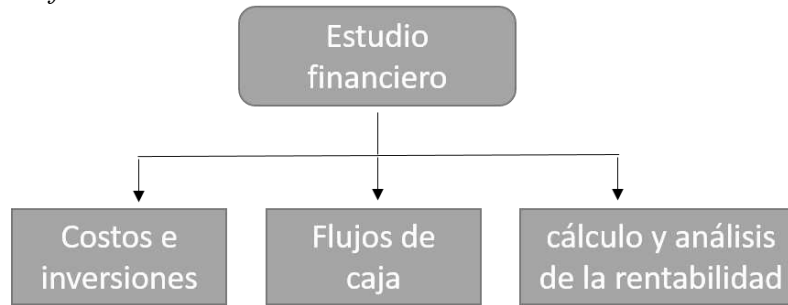 Estudio
financiero
Costos e
inversiones
Flujos de
caja
cálculo y análisis
de la rentabilidad